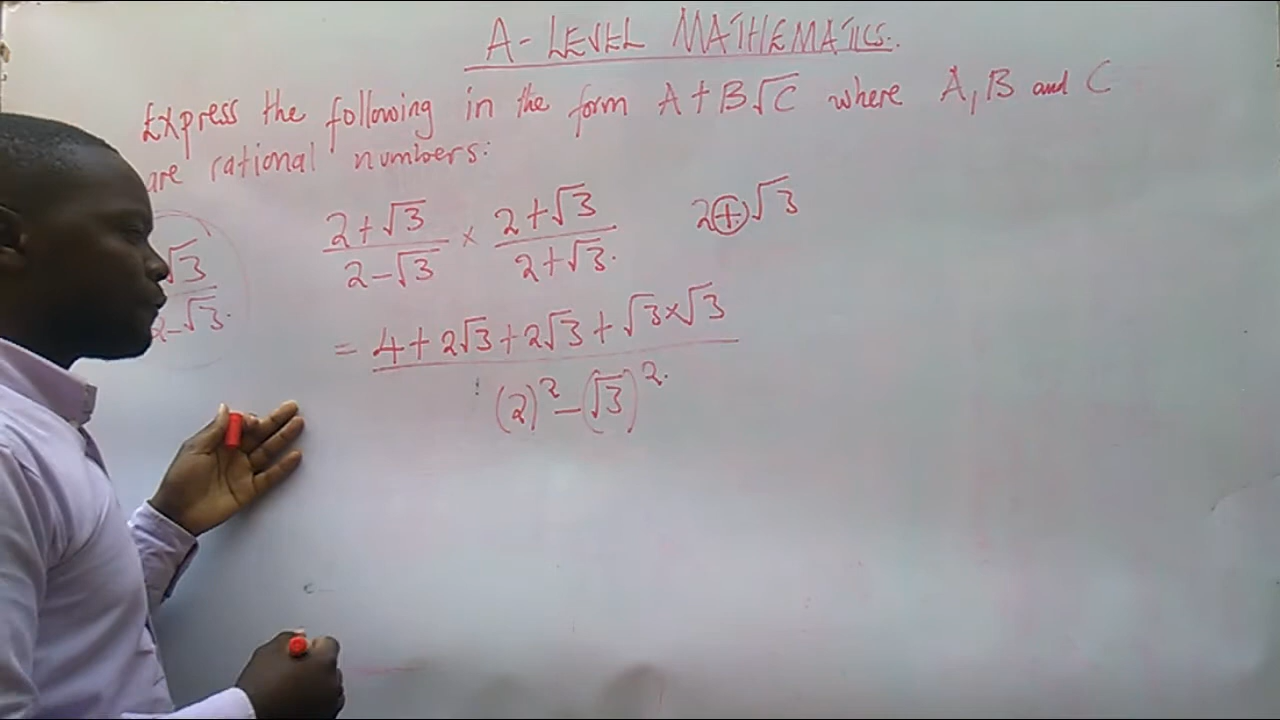 A-LEVEL MATHEMATICS.
Express the following in the form A+B√C where A, B and C
are rational numbers:
(2+√3)/(2-√3) × (2+√3)/(2+√3). 2+√3
√3/2-√3.
= (4+2√3+2√3+√3×√3)/((2)²-(√3)²)